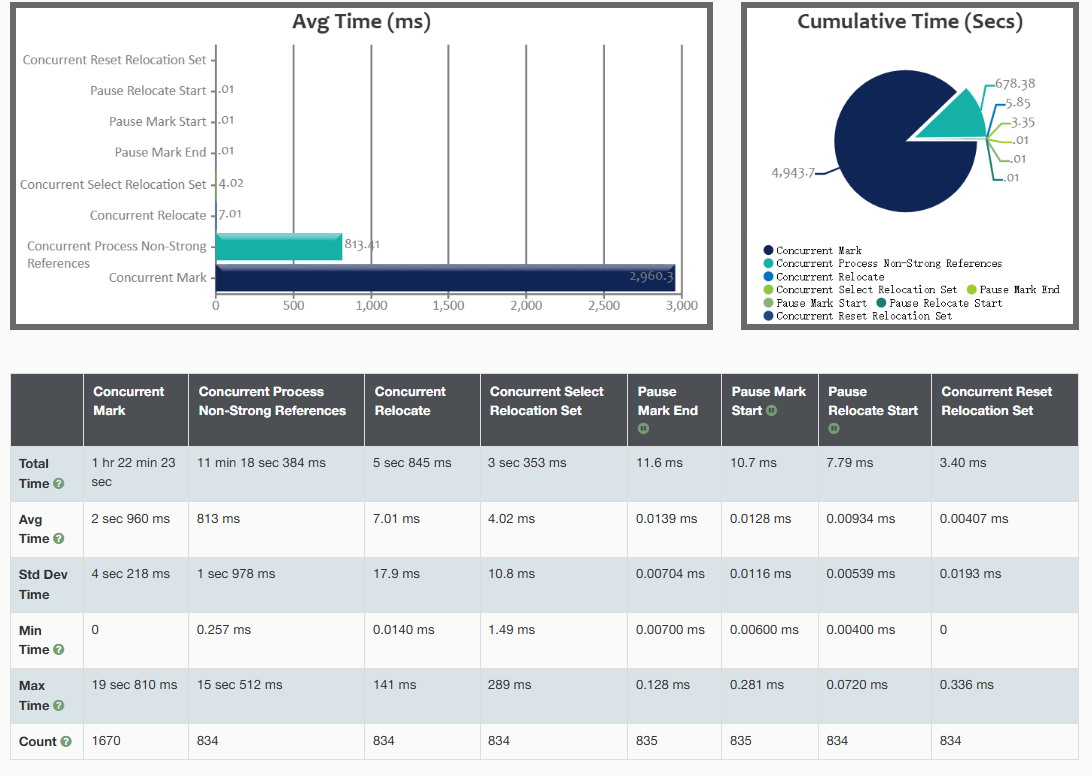 Avg Time (ms)
Concurrent Reset Relocation Set
Pause Relocate Start .01
Pause Mark Start .01
Pause Mark End .01
Concurrent Select Relocation Set 4.02
Concurrent Relocate 7.01
Concurrent Process Non-Strong
References
813.41
Concurrent Mark 2,960.3
0 500 1,000 1,500 2,000 2,500 3,000
Cumulative Time (Secs)
678.38
5.85
3.35
.01
.01
.01
4,943.7
Concurrent Mark
Concurrent Process Non-Strong References
Concurrent Relocate
Concurrent Select Relocation Set Pause Mark End
Pause Mark Start Pause Relocate Start
Concurrent Reset Relocation Set
Concurrent Mark
Concurrent Process Non-Strong References
Concurrent Relocate
Concurrent Select Relocation Set
Pause Mark End
Pause Mark Start
Pause Relocate Start
Concurrent Reset Relocation Set
Total Time 1 hr 22 min 23 sec 11 min 18 sec 384 ms 5 sec 845 ms 3 sec 353 ms 11.6 ms 10.7 ms 7.79 ms 3.40 ms
Avg Time 2 sec 960 ms 813 ms 7.01 ms 4.02 ms 0.0139 ms 0.0128 ms 0.00934 ms 0.00407 ms
Std Dev Time 4 sec 218 ms 1 sec 978 ms 17.9 ms 10.8 ms 0.00704 ms 0.0116 ms 0.00539 ms 0.0193 ms
Min Time 0 0.257 ms 0.0140 ms 1.49 ms 0.00700 ms 0.00600 ms 0.00400 ms 0
Max Time 19 sec 810 ms 15 sec 512 ms 141 ms 289 ms 0.128 ms 0.281 ms 0.0720 ms 0.336 ms
Count 1670 834 834 834 835 835 834 834